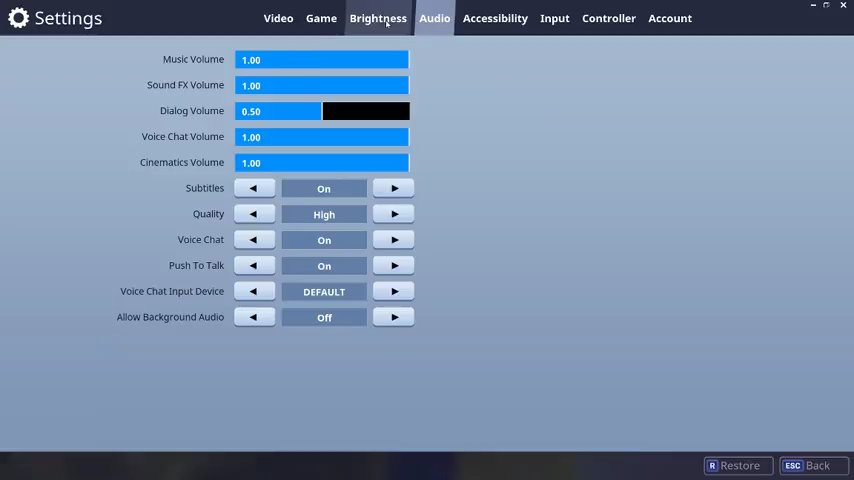 Settings
Video Game Brightness Audio Accessibility Input Controller Account
Music Volume 1.00
Sound FX Volume 1.00
Dialog Volume 0.50
Voice Chat Volume 1.00
Cinematics Volume 1.00
Subtitles On
Quality High
Voice Chat On
Push To Talk On
Voice Chat Input Device DEFAULT
Allow Background Audio Off
R Restore ESC Back